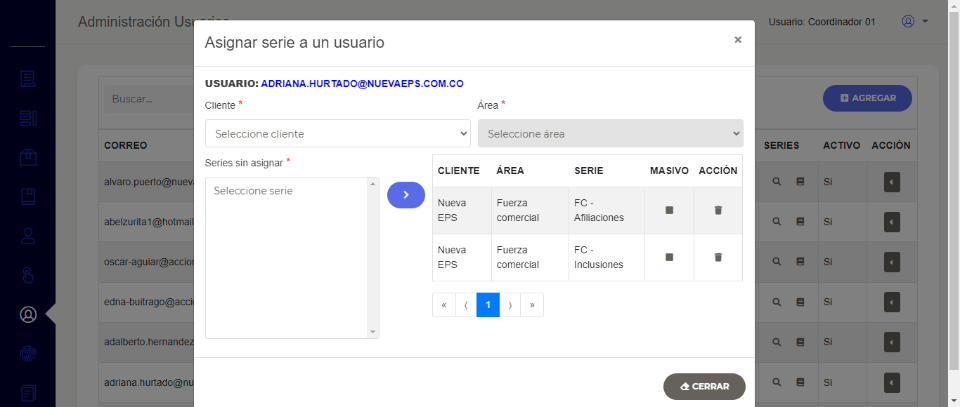 Administración Usuarios
Usuario: Coordinador 01
Asignar serie a un usuario
×
USUARIO: ADRIANA.HURTADO@NUEVAEPS.COM.CO
Cliente *
Área *
Seleccione cliente
Seleccione área
Series sin asignar *
Seleccione serie
CLIENTE ÁREA SERIE MASIVO ACCIÓN
Nueva EPS Fuerza comercial FC - Afiliaciones
Nueva EPS Fuerza comercial FC - Inclusiones
« ⟨ 1 ⟩ »
CERRAR
Buscar...
AGREGAR
CORREO SERIES ACTIVO ACCIÓN
alvaro.puerto@nueva Si
abelzurita1@hotmail Si
oscar-aguiar@accio Si
edna-buitrago@acci Si
adalberto.hernandez Si
adriana.hurtado@nu Si